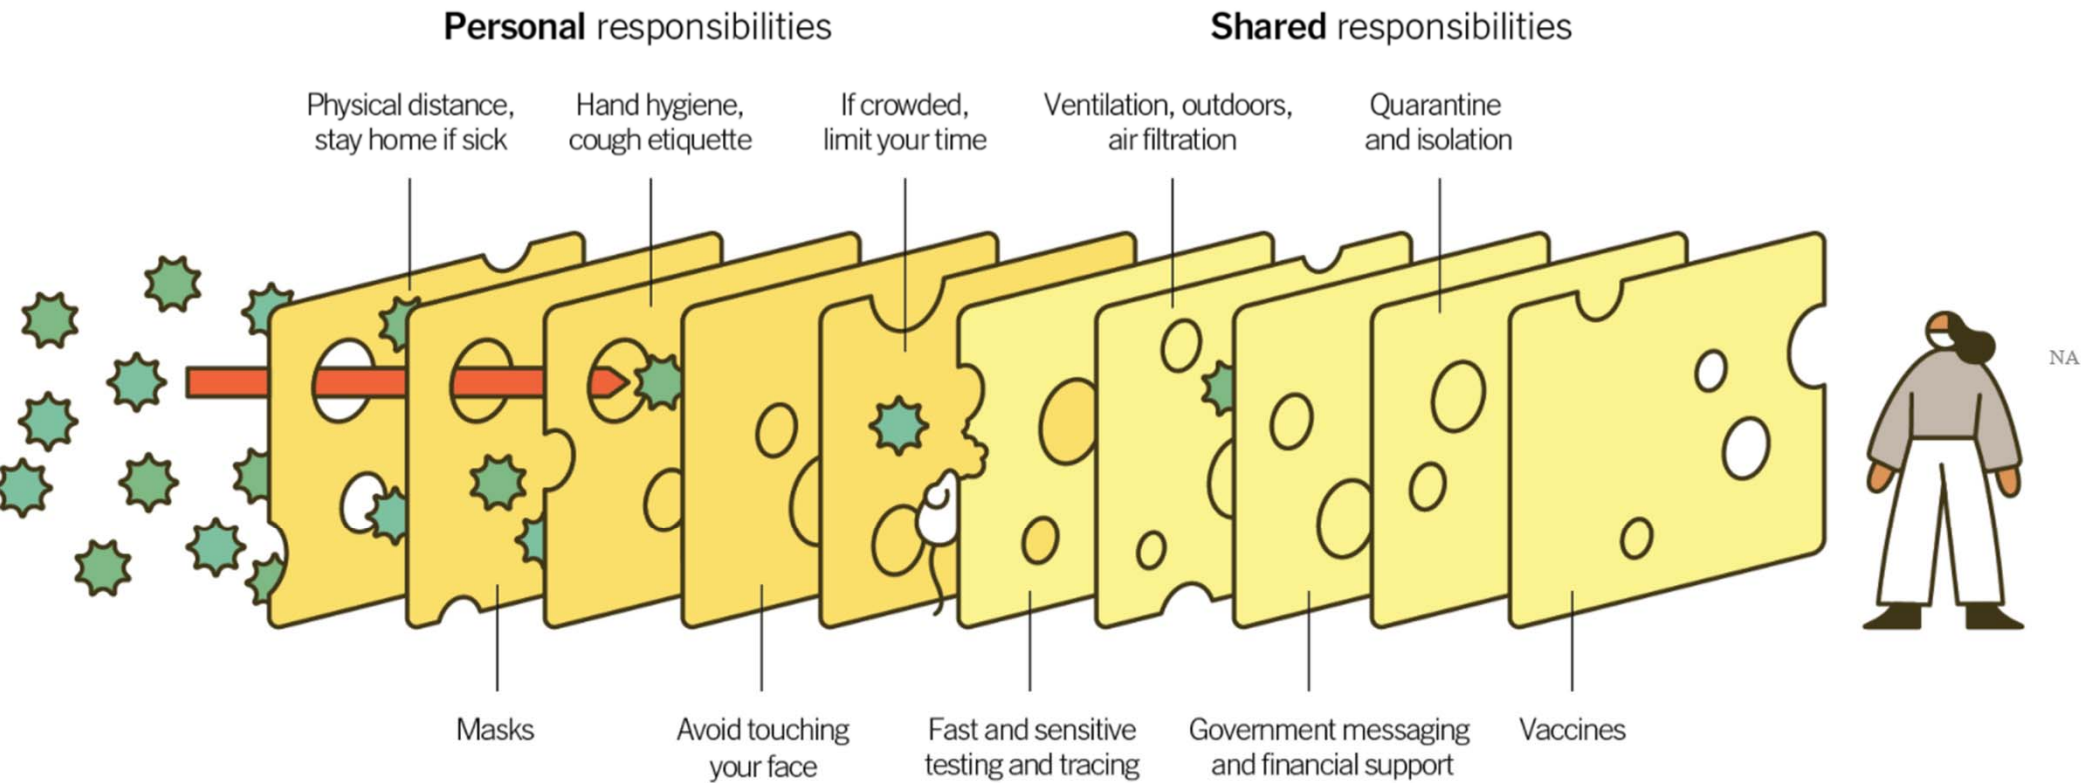 Personal responsibilities
Shared responsibilities
Physical distance,
stay home if sick
Hand hygiene,
cough etiquette
If crowded,
limit your time
Ventilation, outdoors,
air filtration
Quarantine
and isolation
NA
Masks
Avoid touching
your face
Fast and sensitive
testing and tracing
Government messaging
and financial support
Vaccines